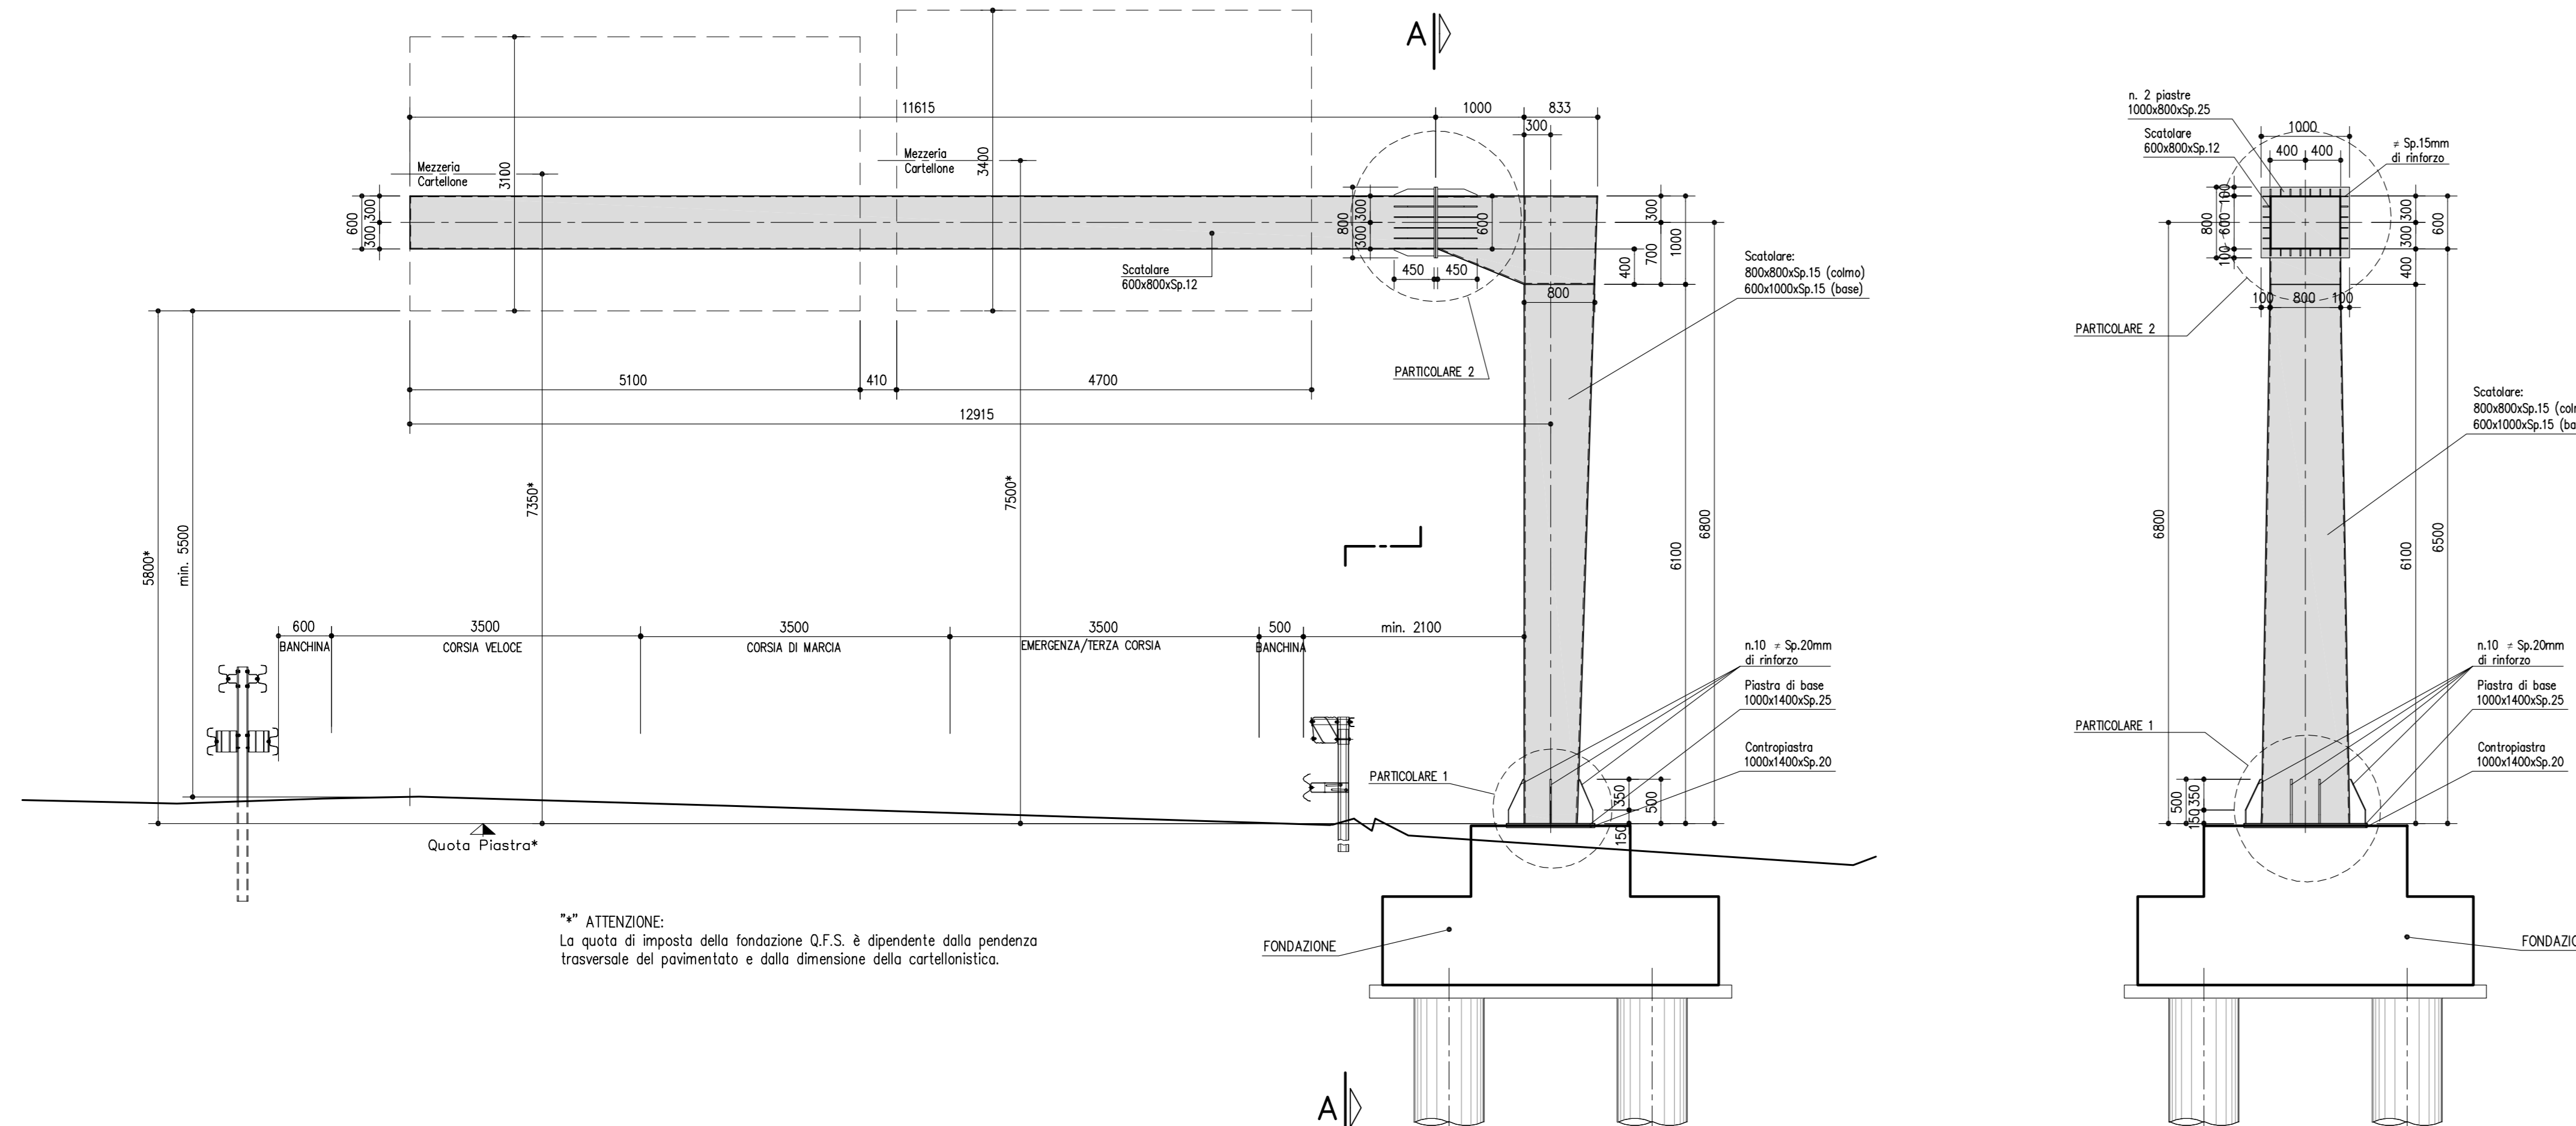 A
11615
1000
833
300
Mezzeria
Cartellone
3100
Mezzeria
Cartellone
3400
600
300
300
800
300
300
600
450
450
Scatolare
600x800xSp.12
300
700
1000
400
800
Scatolare:
800x800xSp.15 (colmo)
600x1000xSp.15 (base)
PARTICOLARE 2
5100
410
4700
12915
5800*
min. 5500
7350*
7500*
6100
6800
600
3500
3500
3500
500
min. 2100
BANCHINA
CORSIA VELOCE
CORSIA DI MARCIA
EMERGENZA/TERZA CORSIA
BANCHINA
n.10 ≠ Sp.20mm
di rinforzo
Piastra di base
1000x1400xSp.25
Contropiastra
1000x1400xSp.20
PARTICOLARE 1
350
500
150
Quota Piastra*
"*" ATTENZIONE:
La quota di imposta della fondazione Q.F.S. è dipendente dalla pendenza
trasversale del pavimentato e dalla dimensione della cartellonistica.
FONDAZIONE
A
n. 2 piastre
1000x800xSp.25
Scatolare
600x800xSp.12
1000
400
400
≠ Sp.15mm
di rinforzo
800
100
600
100
300
300
600
400
100
800
100
PARTICOLARE 2
Scatolare:
800x800xSp.15 (col
600x1000xSp.15 (ba
6800
6100
6500
n.10 ≠ Sp.20mm
di rinforzo
Piastra di base
1000x1400xSp.25
Contropiastra
1000x1400xSp.20
PARTICOLARE 1
500
350
150
FONDAZIO